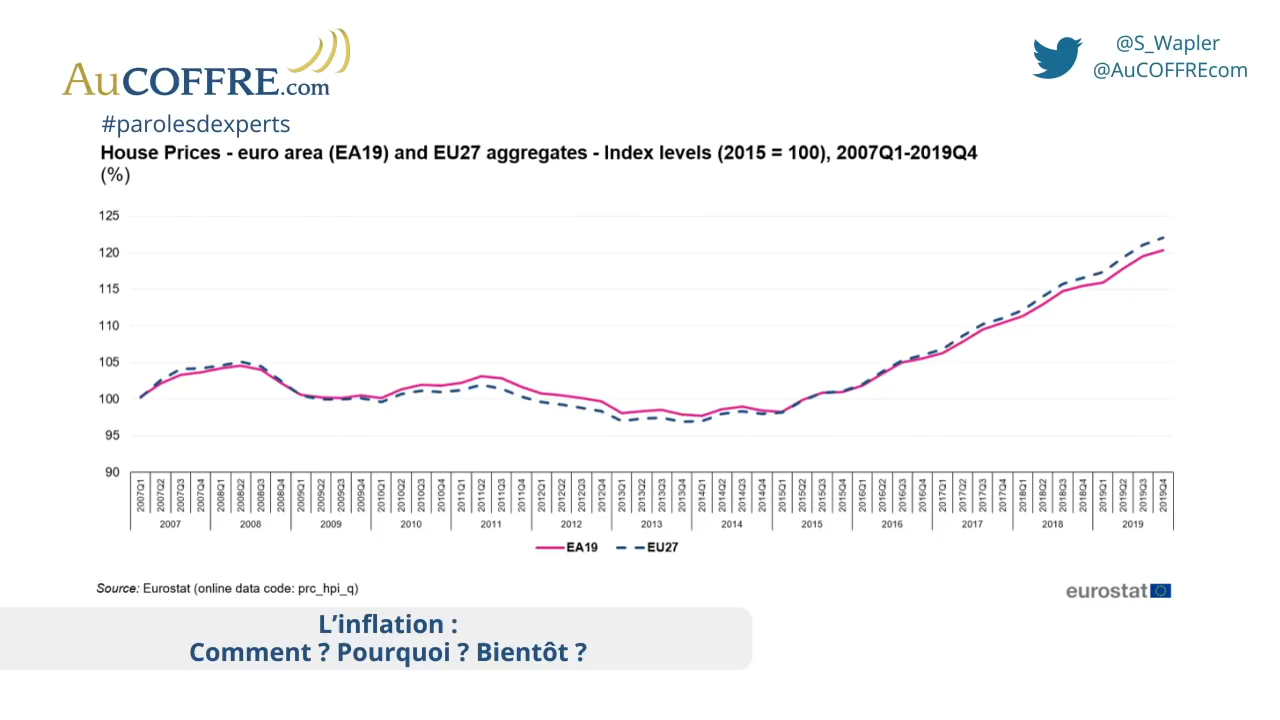 AuCOFFRE.com
@S_Wapler
@AuCOFFREcom
#parolesdexperts
House Prices - euro area (EA19) and EU27 aggregates - Index levels (2015 = 100), 2007Q1-2019Q4
(%)
125
120
115
110
105
100
95
90
2007Q1 2007Q2 2007Q3 2007Q4 2008Q1 2008Q2 2008Q3 2008Q4 2009Q1 2009Q2 2009Q3 2009Q4 2010Q1 2010Q2 2010Q3 2010Q4 2011Q1 2011Q2 2011Q3 2011Q4 2012Q1 2012Q2 2012Q3 2012Q4 2013Q1 2013Q2 2013Q3 2013Q4 2014Q1 2014Q2 2014Q3 2014Q4 2015Q1 2015Q2 2015Q3 2015Q4 2016Q1 2016Q2 2016Q3 2016Q4 2017Q1 2017Q2 2017Q3 2017Q4 2018Q1 2018Q2 2018Q3 2018Q4 2019Q1 2019Q2 2019Q3 2019Q4
2007 2008 2009 2010 2011 2012 2013 2014 2015 2016 2017 2018 2019
EA19 EU27
Source: Eurostat (online data code: prc_hpi_q)
eurostat
L’inflation :
Comment ? Pourquoi ? Bientôt ?